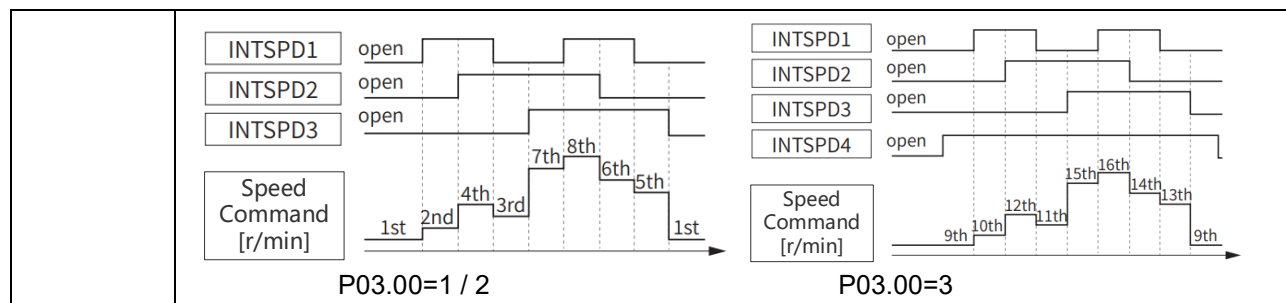 INTSPD1 open
INTSPD2 open
INTSPD3 open
Speed
Command
[r/min]
1st 2nd 4th 3rd 7th 8th 6th 5th 1st
P03.00=1 / 2
INTSPD1 open
INTSPD2 open
INTSPD3 open
INTSPD4 open
Speed
Command
[r/min]
9th 10th 12th 11th 15th 16th 14th 13th 9th
P03.00=3